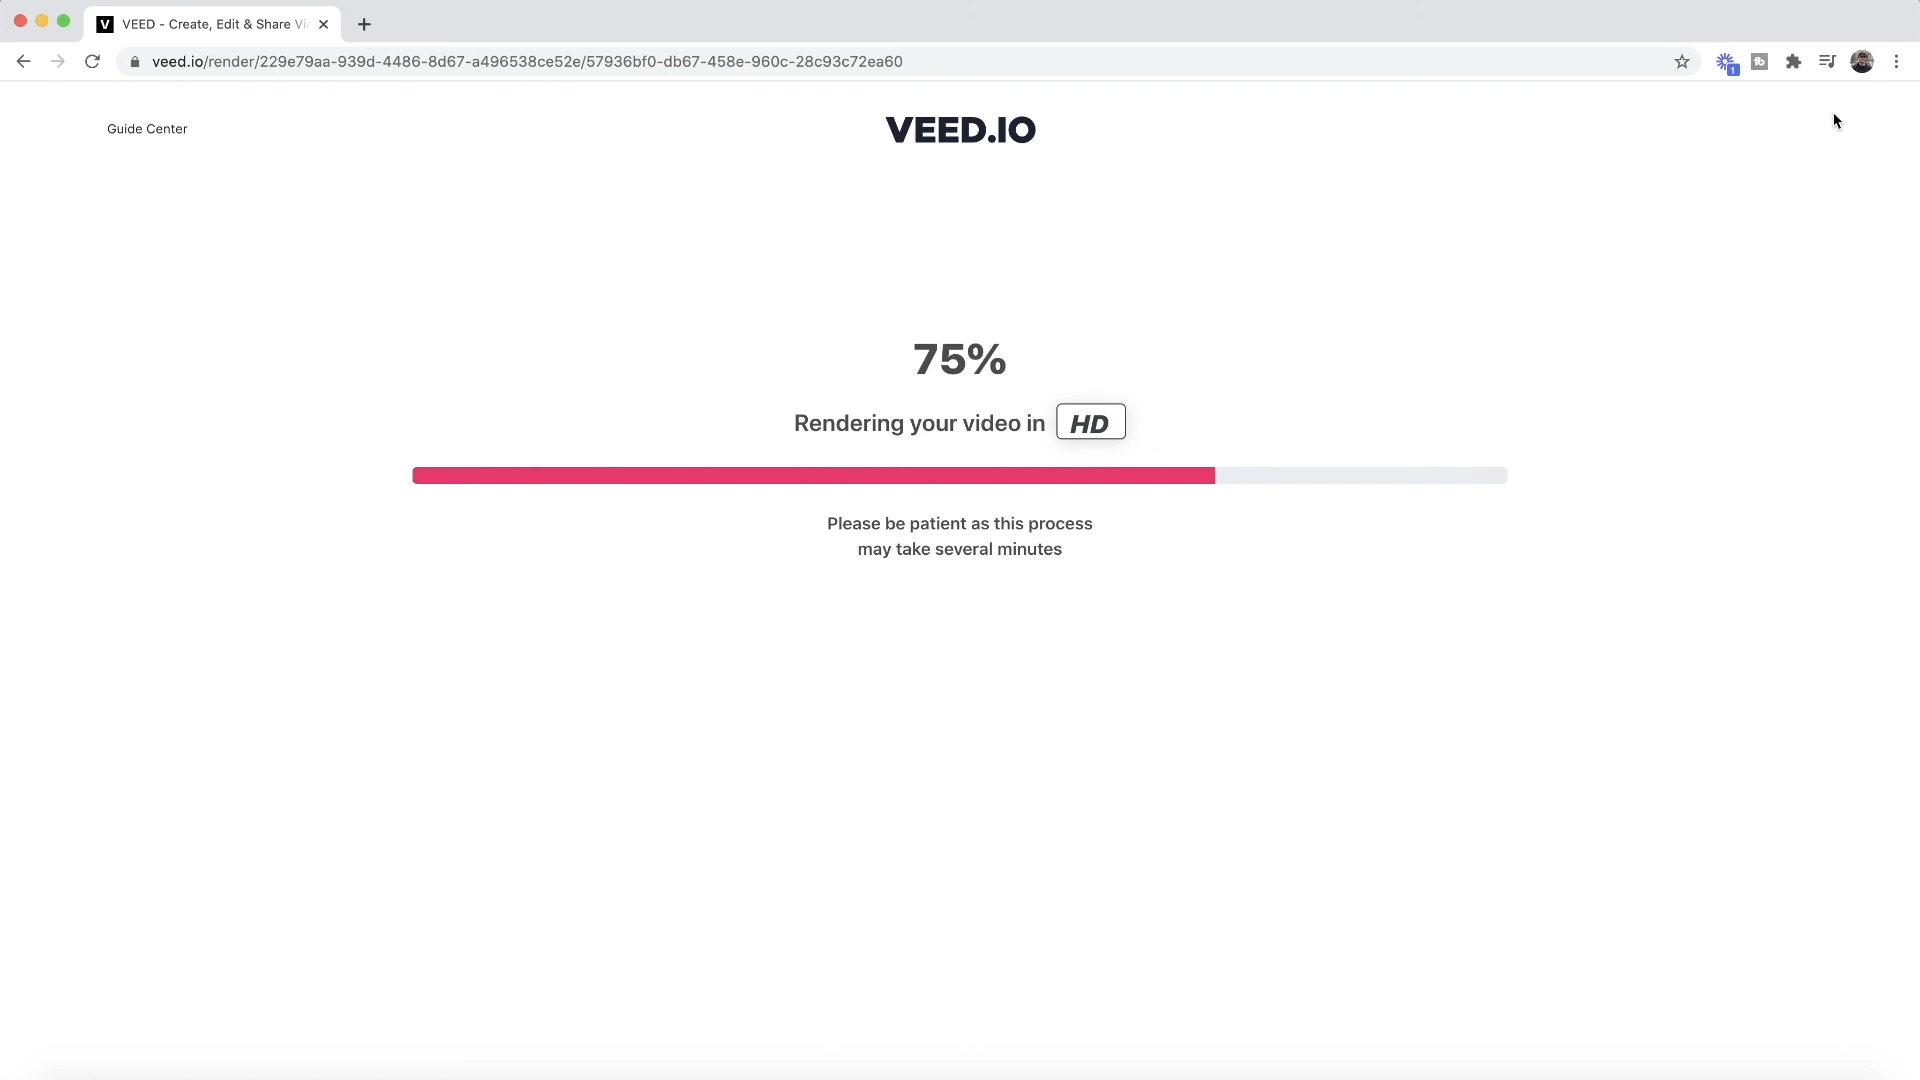 VEED - Create, Edit & Share Vi
veed.io/render/229e79aa-939d-4486-8d67-a496538ce52e/57936bf0-db67-458e-960c-28c93c72ea60
1
Guide Center
VEED.IO
75%
Rendering your video in HD
Please be patient as this process
may take several minutes